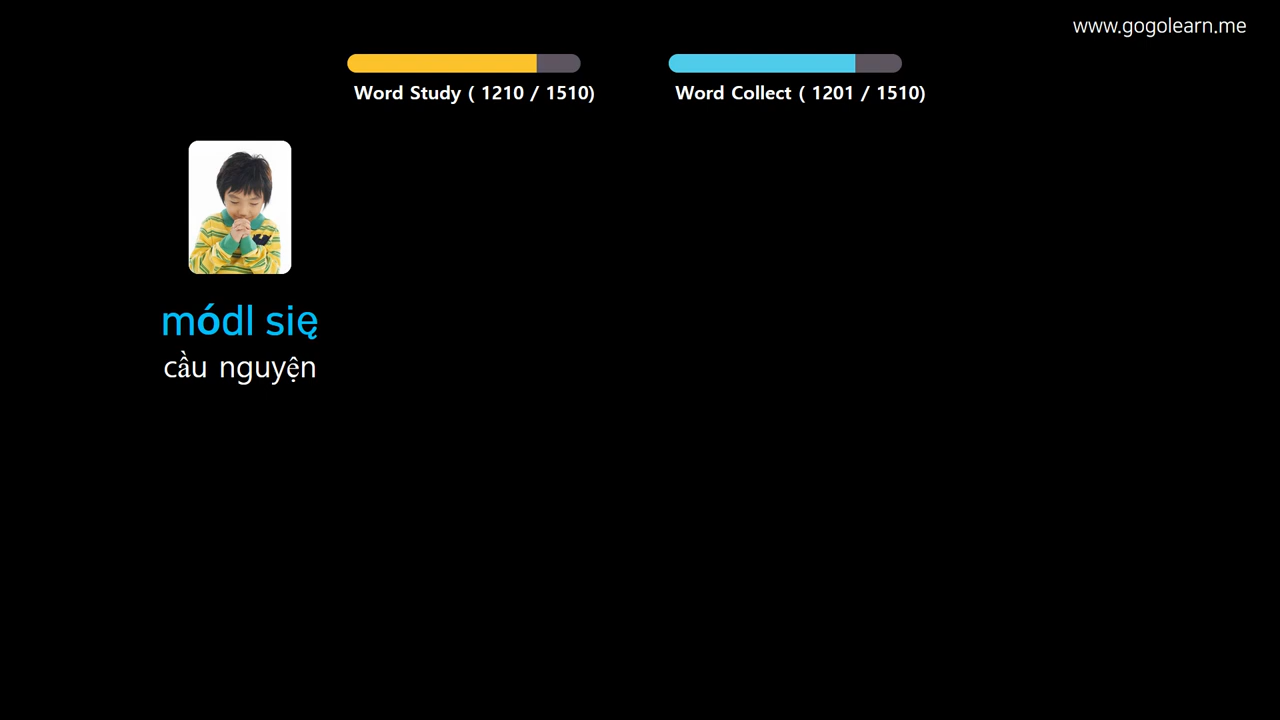 www.gogolearn.me
Word Study ( 1210 / 1510)
Word Collect ( 1201 / 1510)
módl się
cầu nguyện